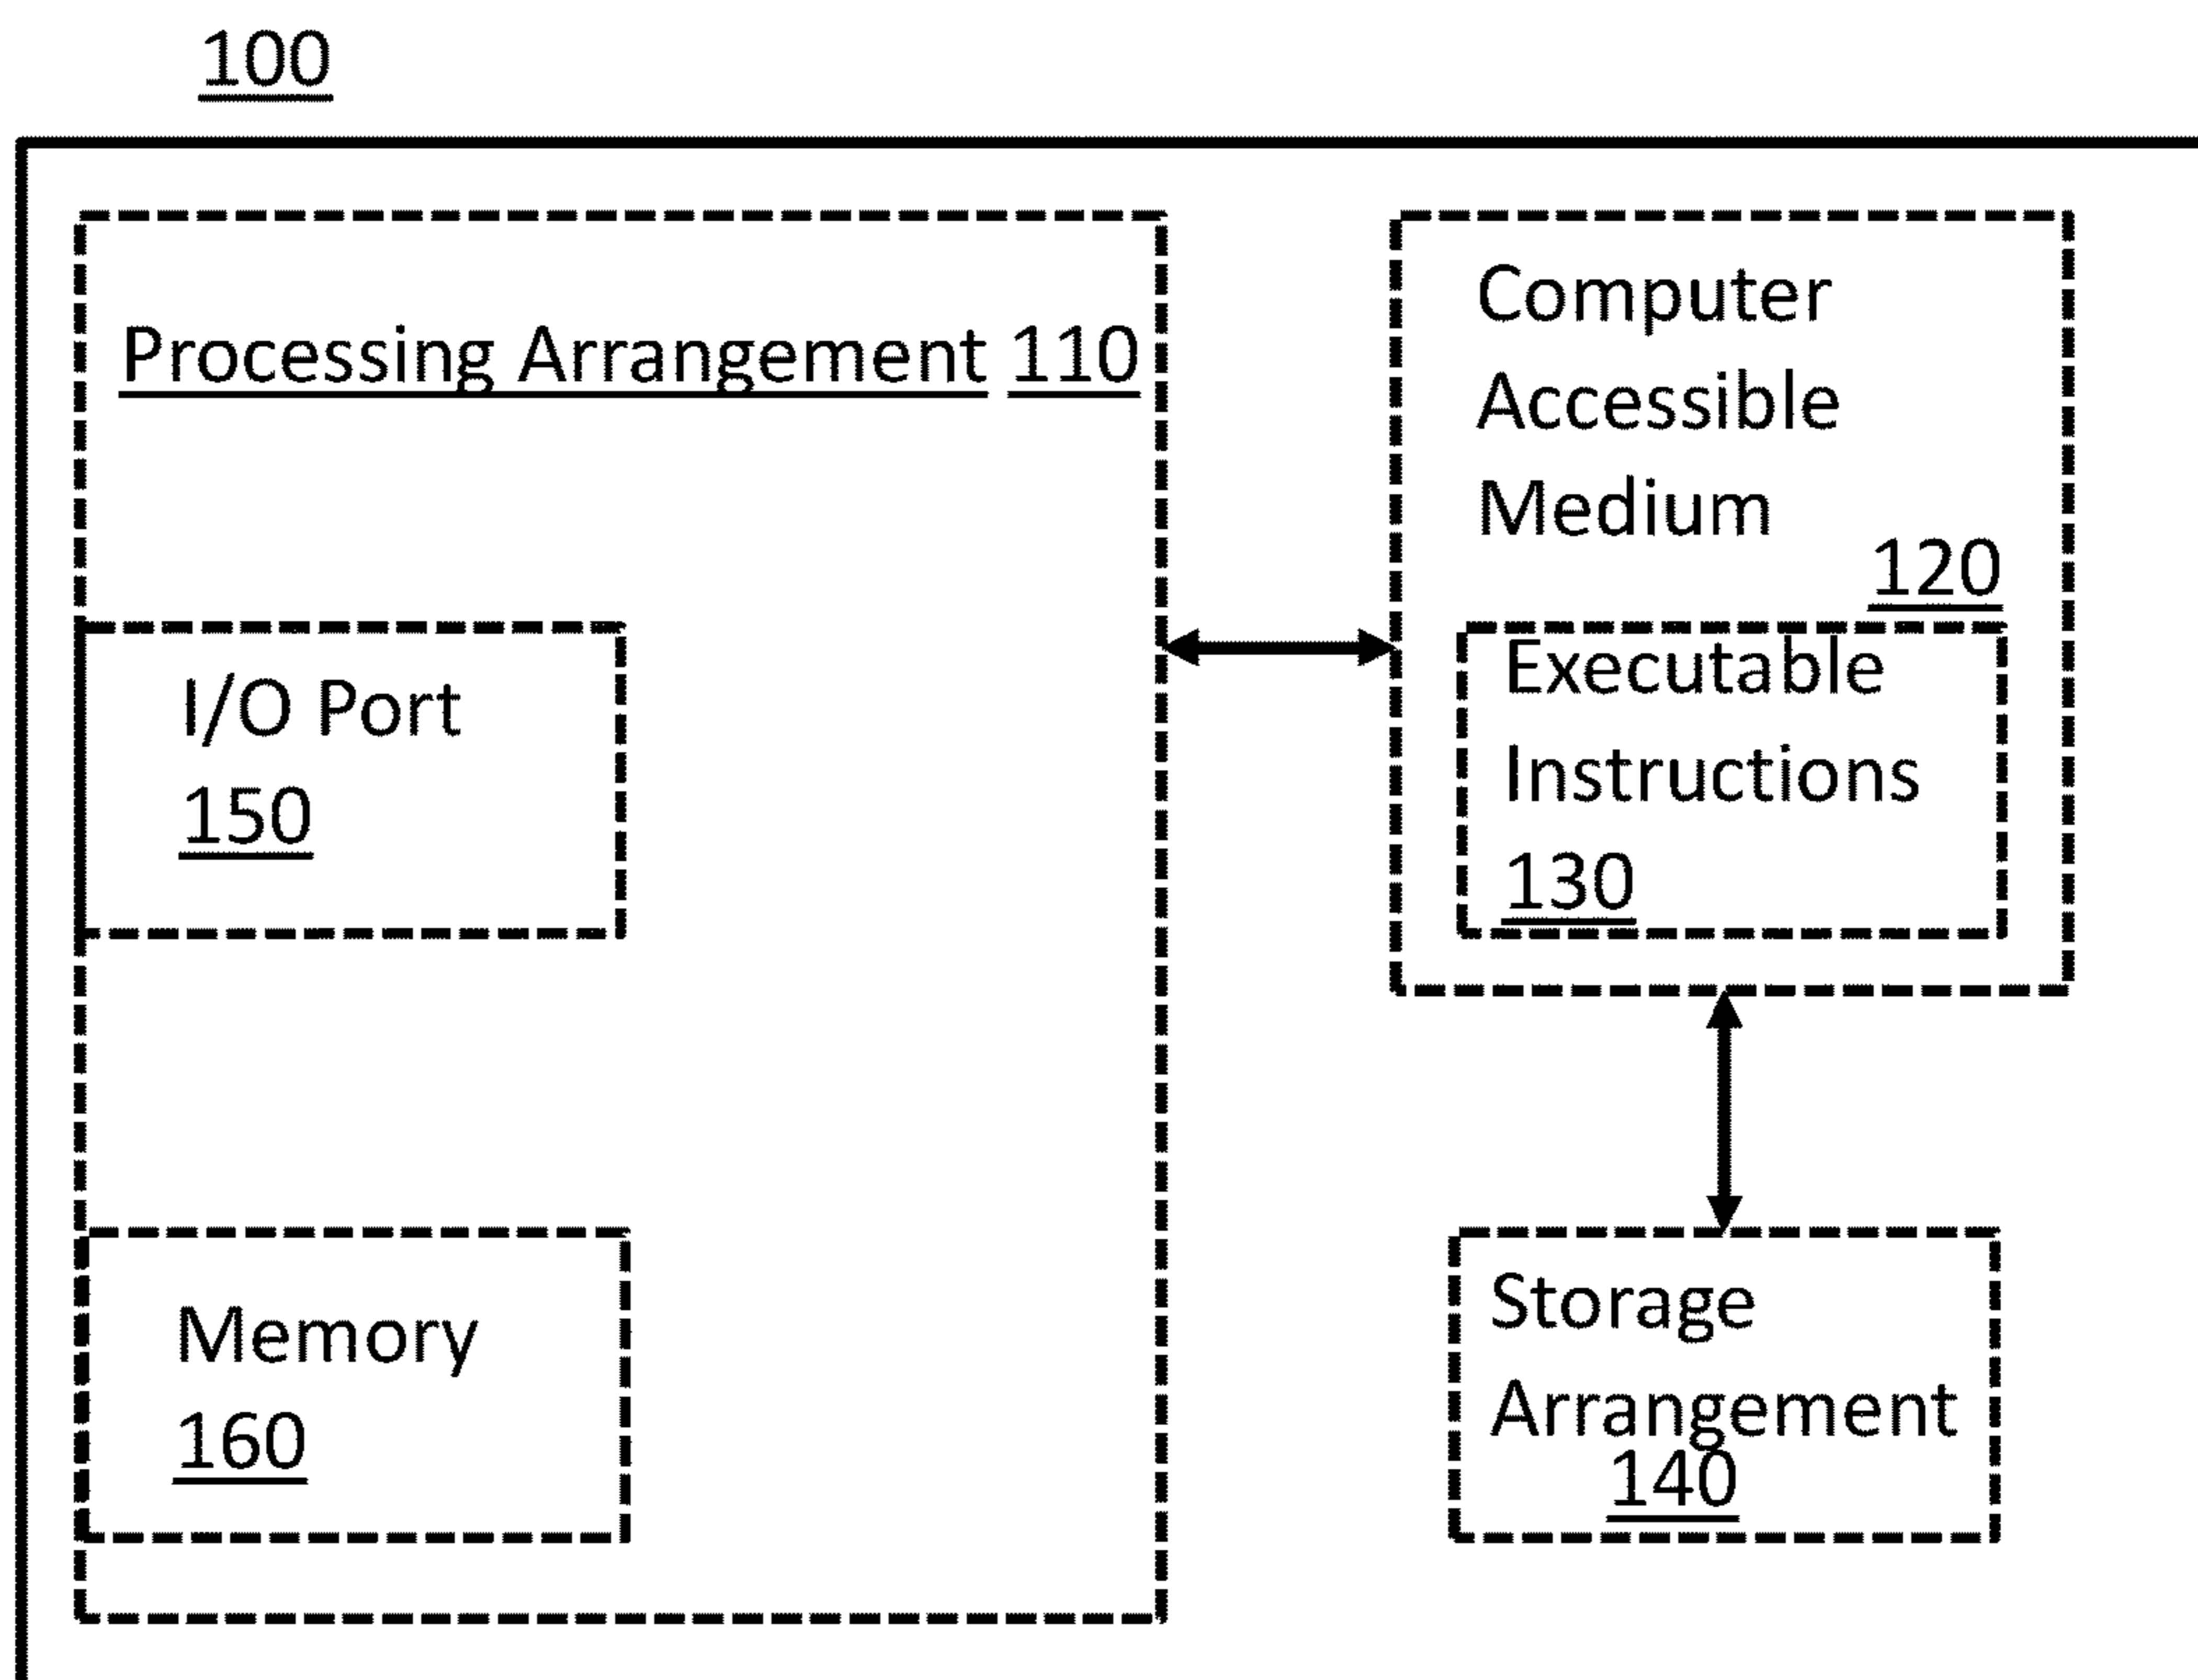 100
Processing Arrangement 110
I/O Port
150
Memory
160
Computer
Accessible
Medium
120
Executable
Instructions
130
Storage
Arrangement
140